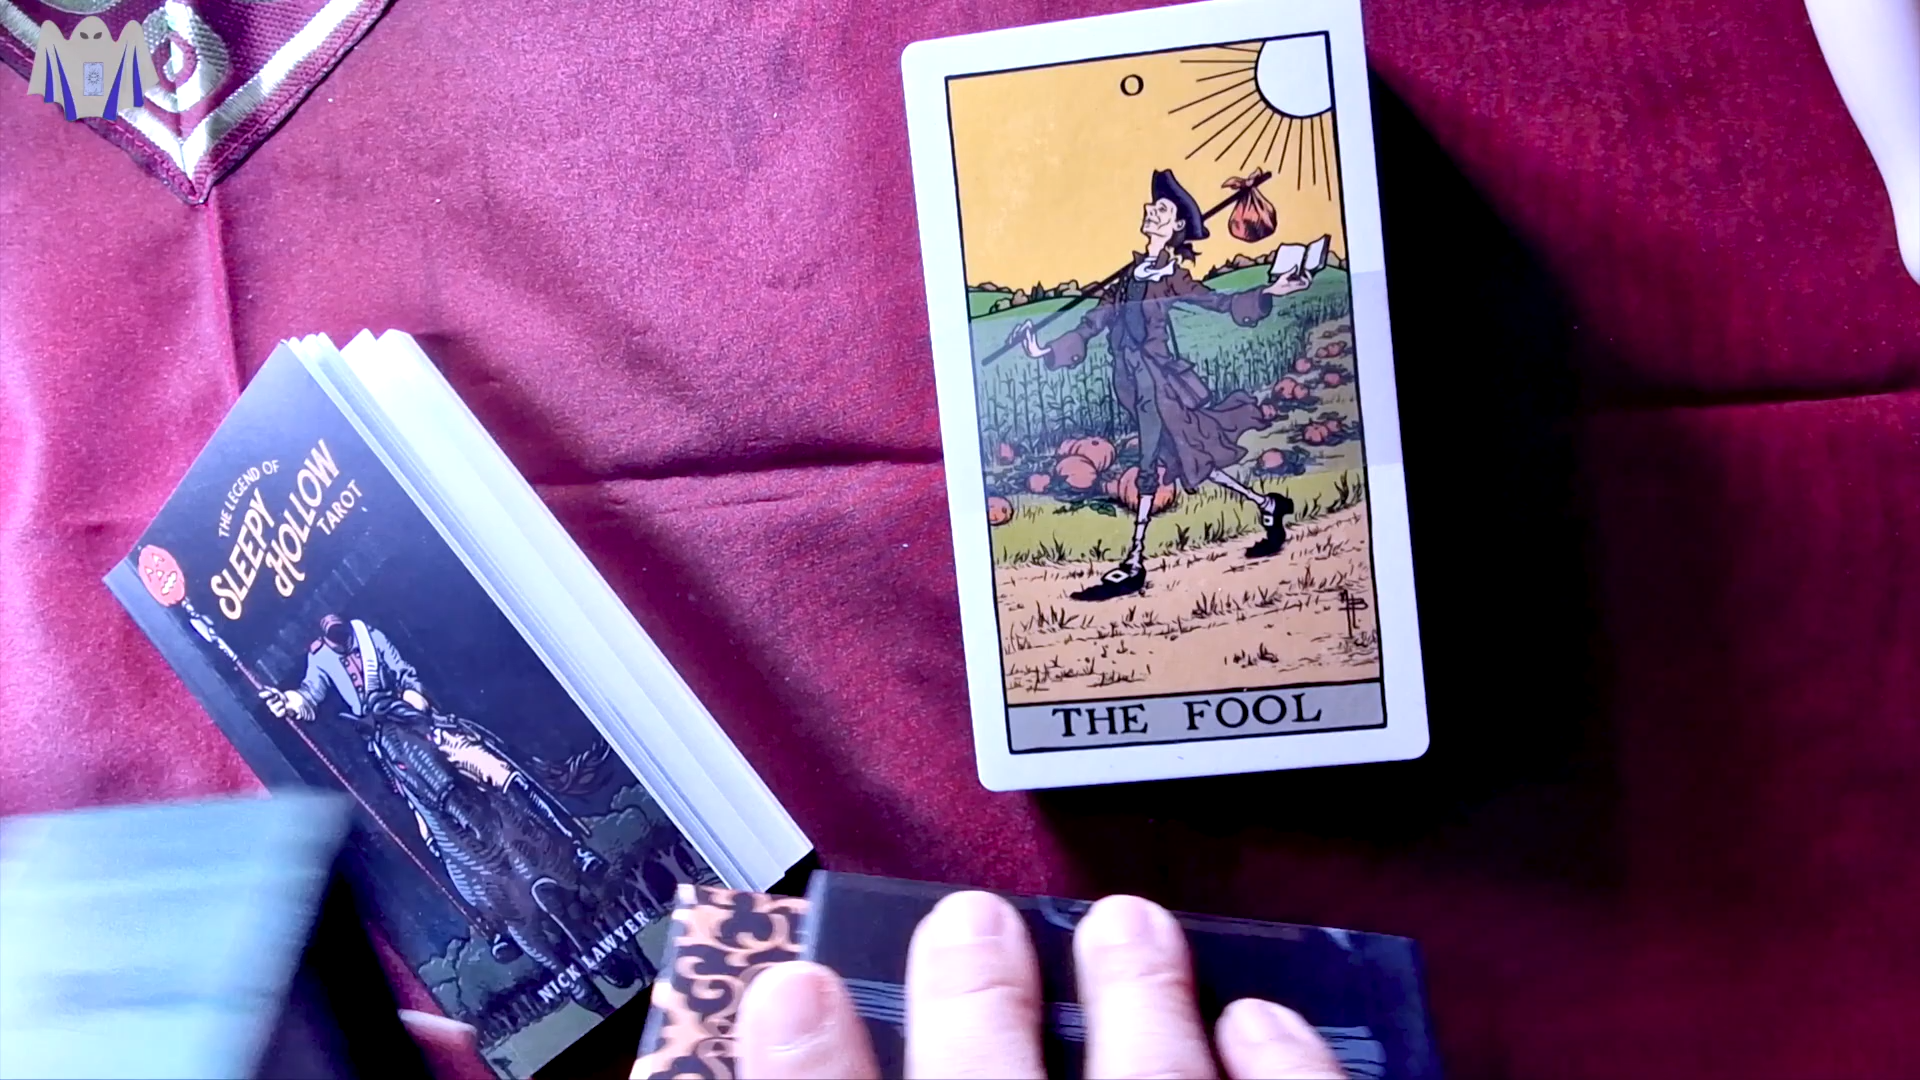 THE LEGEND OF
SLEEPY
HOLLOW
TAROT
NICK LAWYER
O
THE FOOL